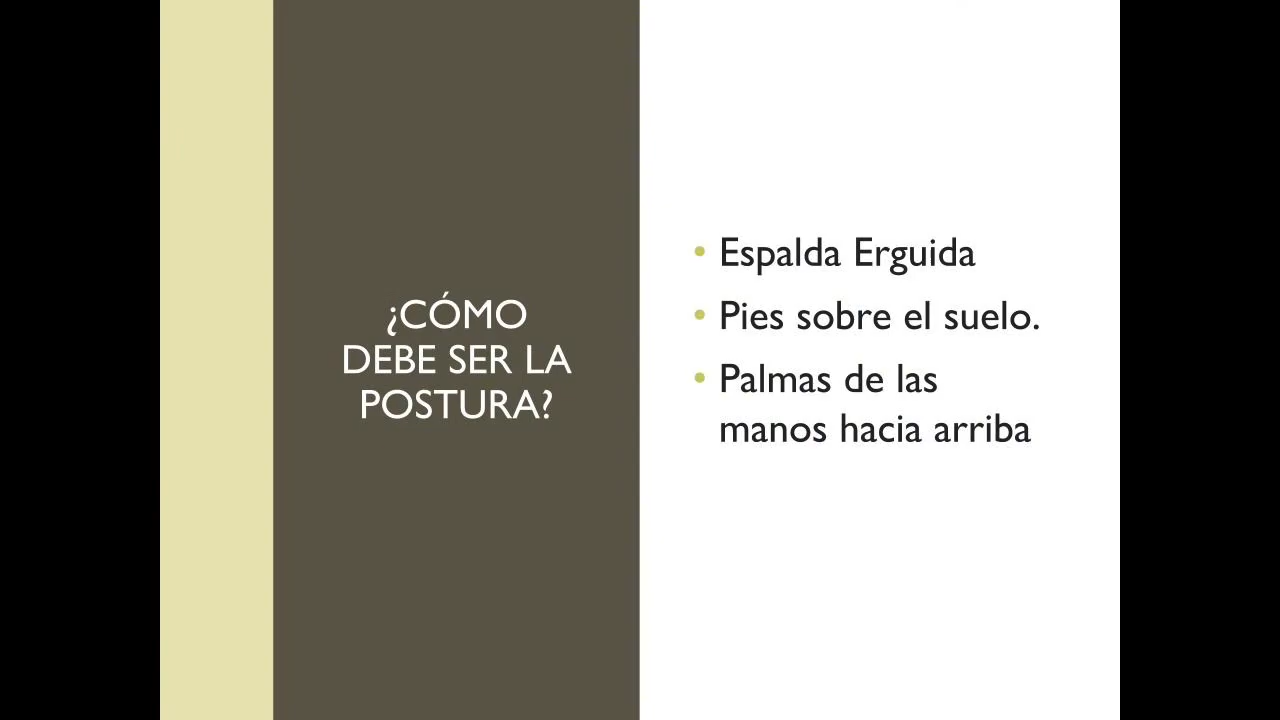 ¿CÓMO
DEBE SER LA
POSTURA?
• Espalda Erguida
• Pies sobre el suelo.
• Palmas de las
manos hacia arriba